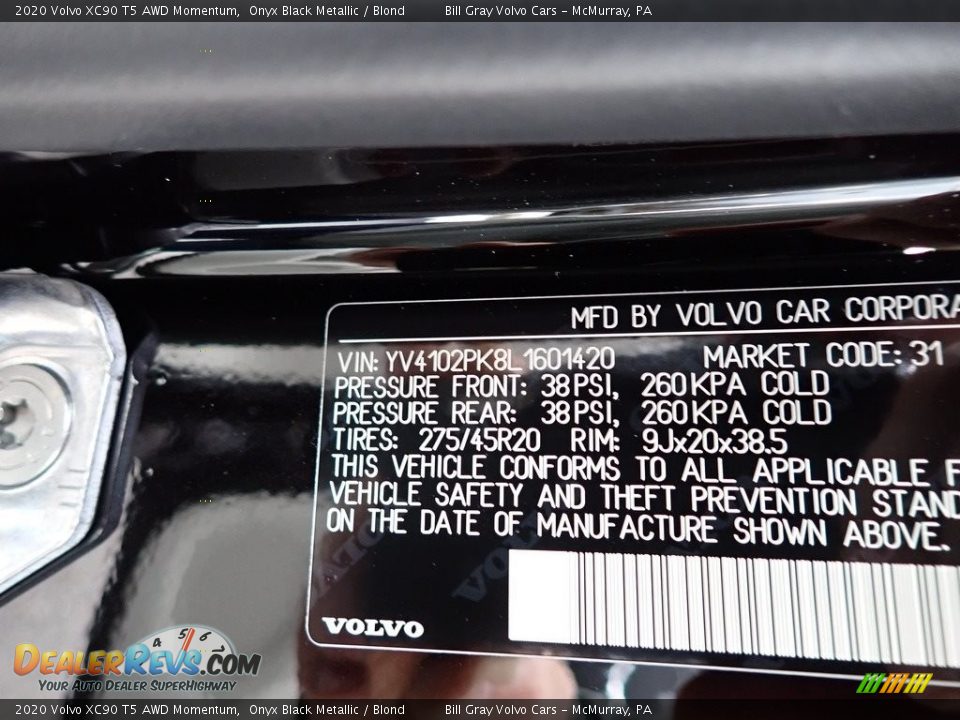 2020 Volvo XC90 T5 AWD Momentum, Onyx Black Metallic / Blond Bill Gray Volvo Cars - McMurray, PA
MFD BY VOLVO CAR CORPORA
VIN: YV4102PK8L1601420 MARKET CODE: 31
PRESSURE FRONT: 38 PSI, 260 KPA COLD
PRESSURE REAR: 38 PSI, 260 KPA COLD
TIRES: 275/45R20 RIM: 9Jx20x38.5
THIS VEHICLE CONFORMS TO ALL APPLICABLE F
VEHICLE SAFETY AND THEFT PREVENTION STAND
ON THE DATE OF MANUFACTURE SHOWN ABOVE.
VOLVO
4 5 6
DEALERREVS.COM
YOUR AUTO DEALER SUPERHIGHWAY
2020 Volvo XC90 T5 AWD Momentum, Onyx Black Metallic / Blond Bill Gray Volvo Cars - McMurray, PA